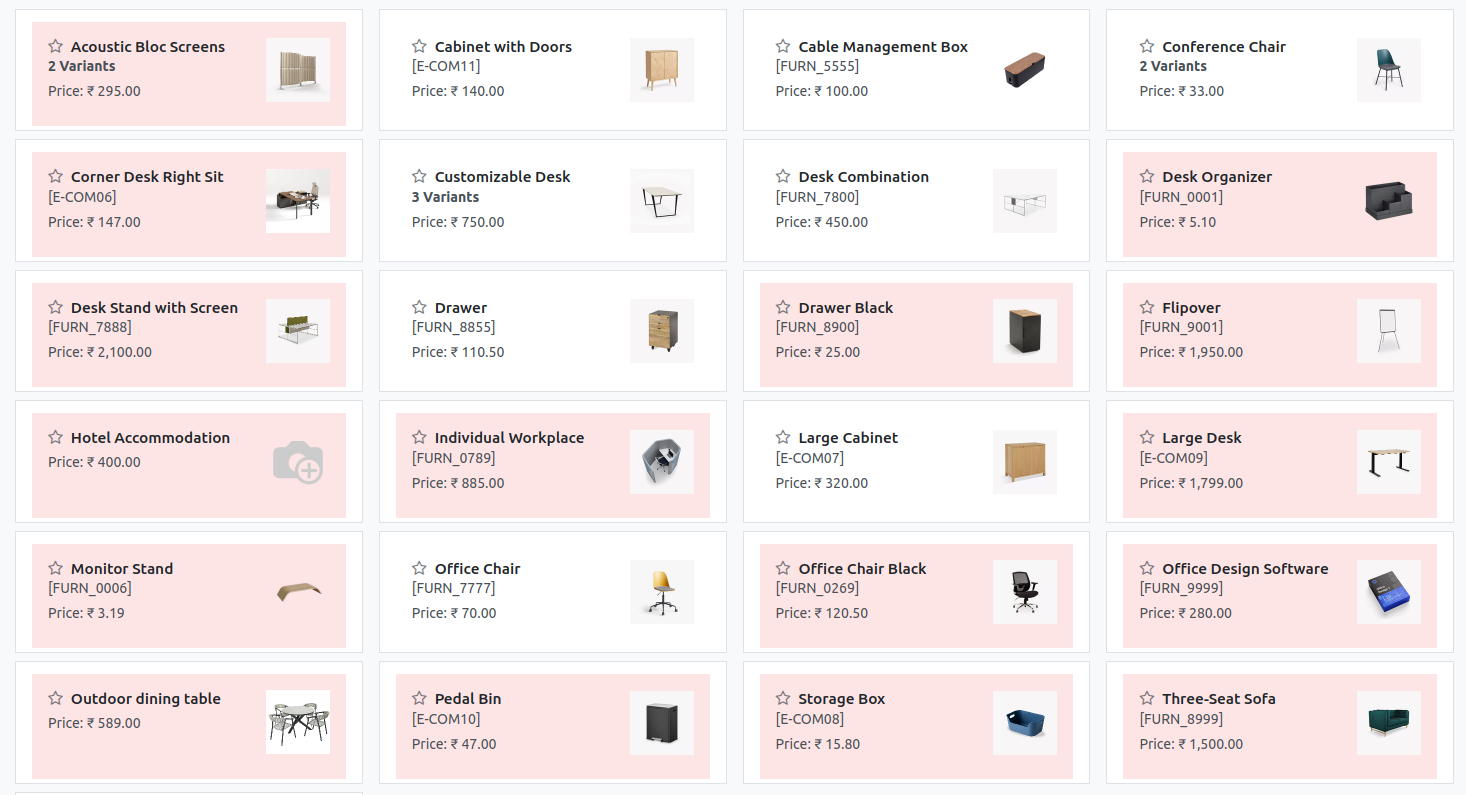 Acoustic Bloc Screens
2 Variants
Price: ₹ 295.00
Cabinet with Doors
[E-COM11]
Price: ₹ 140.00
Cable Management Box
[FURN_5555]
Price: ₹ 100.00
Conference Chair
2 Variants
Price: ₹ 33.00
Corner Desk Right Sit
[E-COM06]
Price: ₹ 147.00
Customizable Desk
3 Variants
Price: ₹ 750.00
Desk Combination
[FURN_7800]
Price: ₹ 450.00
Desk Organizer
[FURN_0001]
Price: ₹ 5.10
Desk Stand with Screen
[FURN_7888]
Price: ₹ 2,100.00
Drawer
[FURN_8855]
Price: ₹ 110.50
Drawer Black
[FURN_8900]
Price: ₹ 25.00
Flipover
[FURN_9001]
Price: ₹ 1,950.00
Hotel Accommodation
Price: ₹ 400.00
Individual Workplace
[FURN_0789]
Price: ₹ 885.00
Large Cabinet
[E-COM07]
Price: ₹ 320.00
Large Desk
[E-COM09]
Price: ₹ 1,799.00
Monitor Stand
[FURN_0006]
Price: ₹ 3.19
Office Chair
[FURN_7777]
Price: ₹ 70.00
Office Chair Black
[FURN_0269]
Price: ₹ 120.50
Office Design Software
[FURN_9999]
Price: ₹ 280.00
Outdoor dining table
Price: ₹ 589.00
Pedal Bin
[E-COM10]
Price: ₹ 47.00
Storage Box
[E-COM08]
Price: ₹ 15.80
Three-Seat Sofa
[FURN_8999]
Price: ₹ 1,500.00